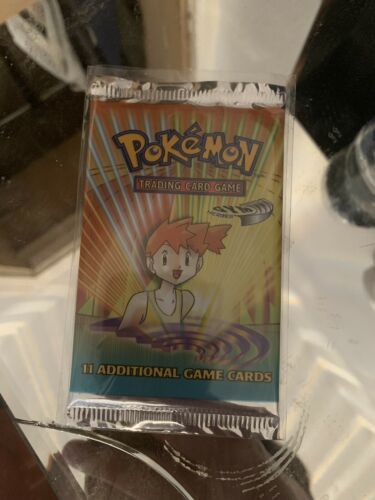 POKéMON
TRADING CARD GAME
11 ADDITIONAL GAME CARDS